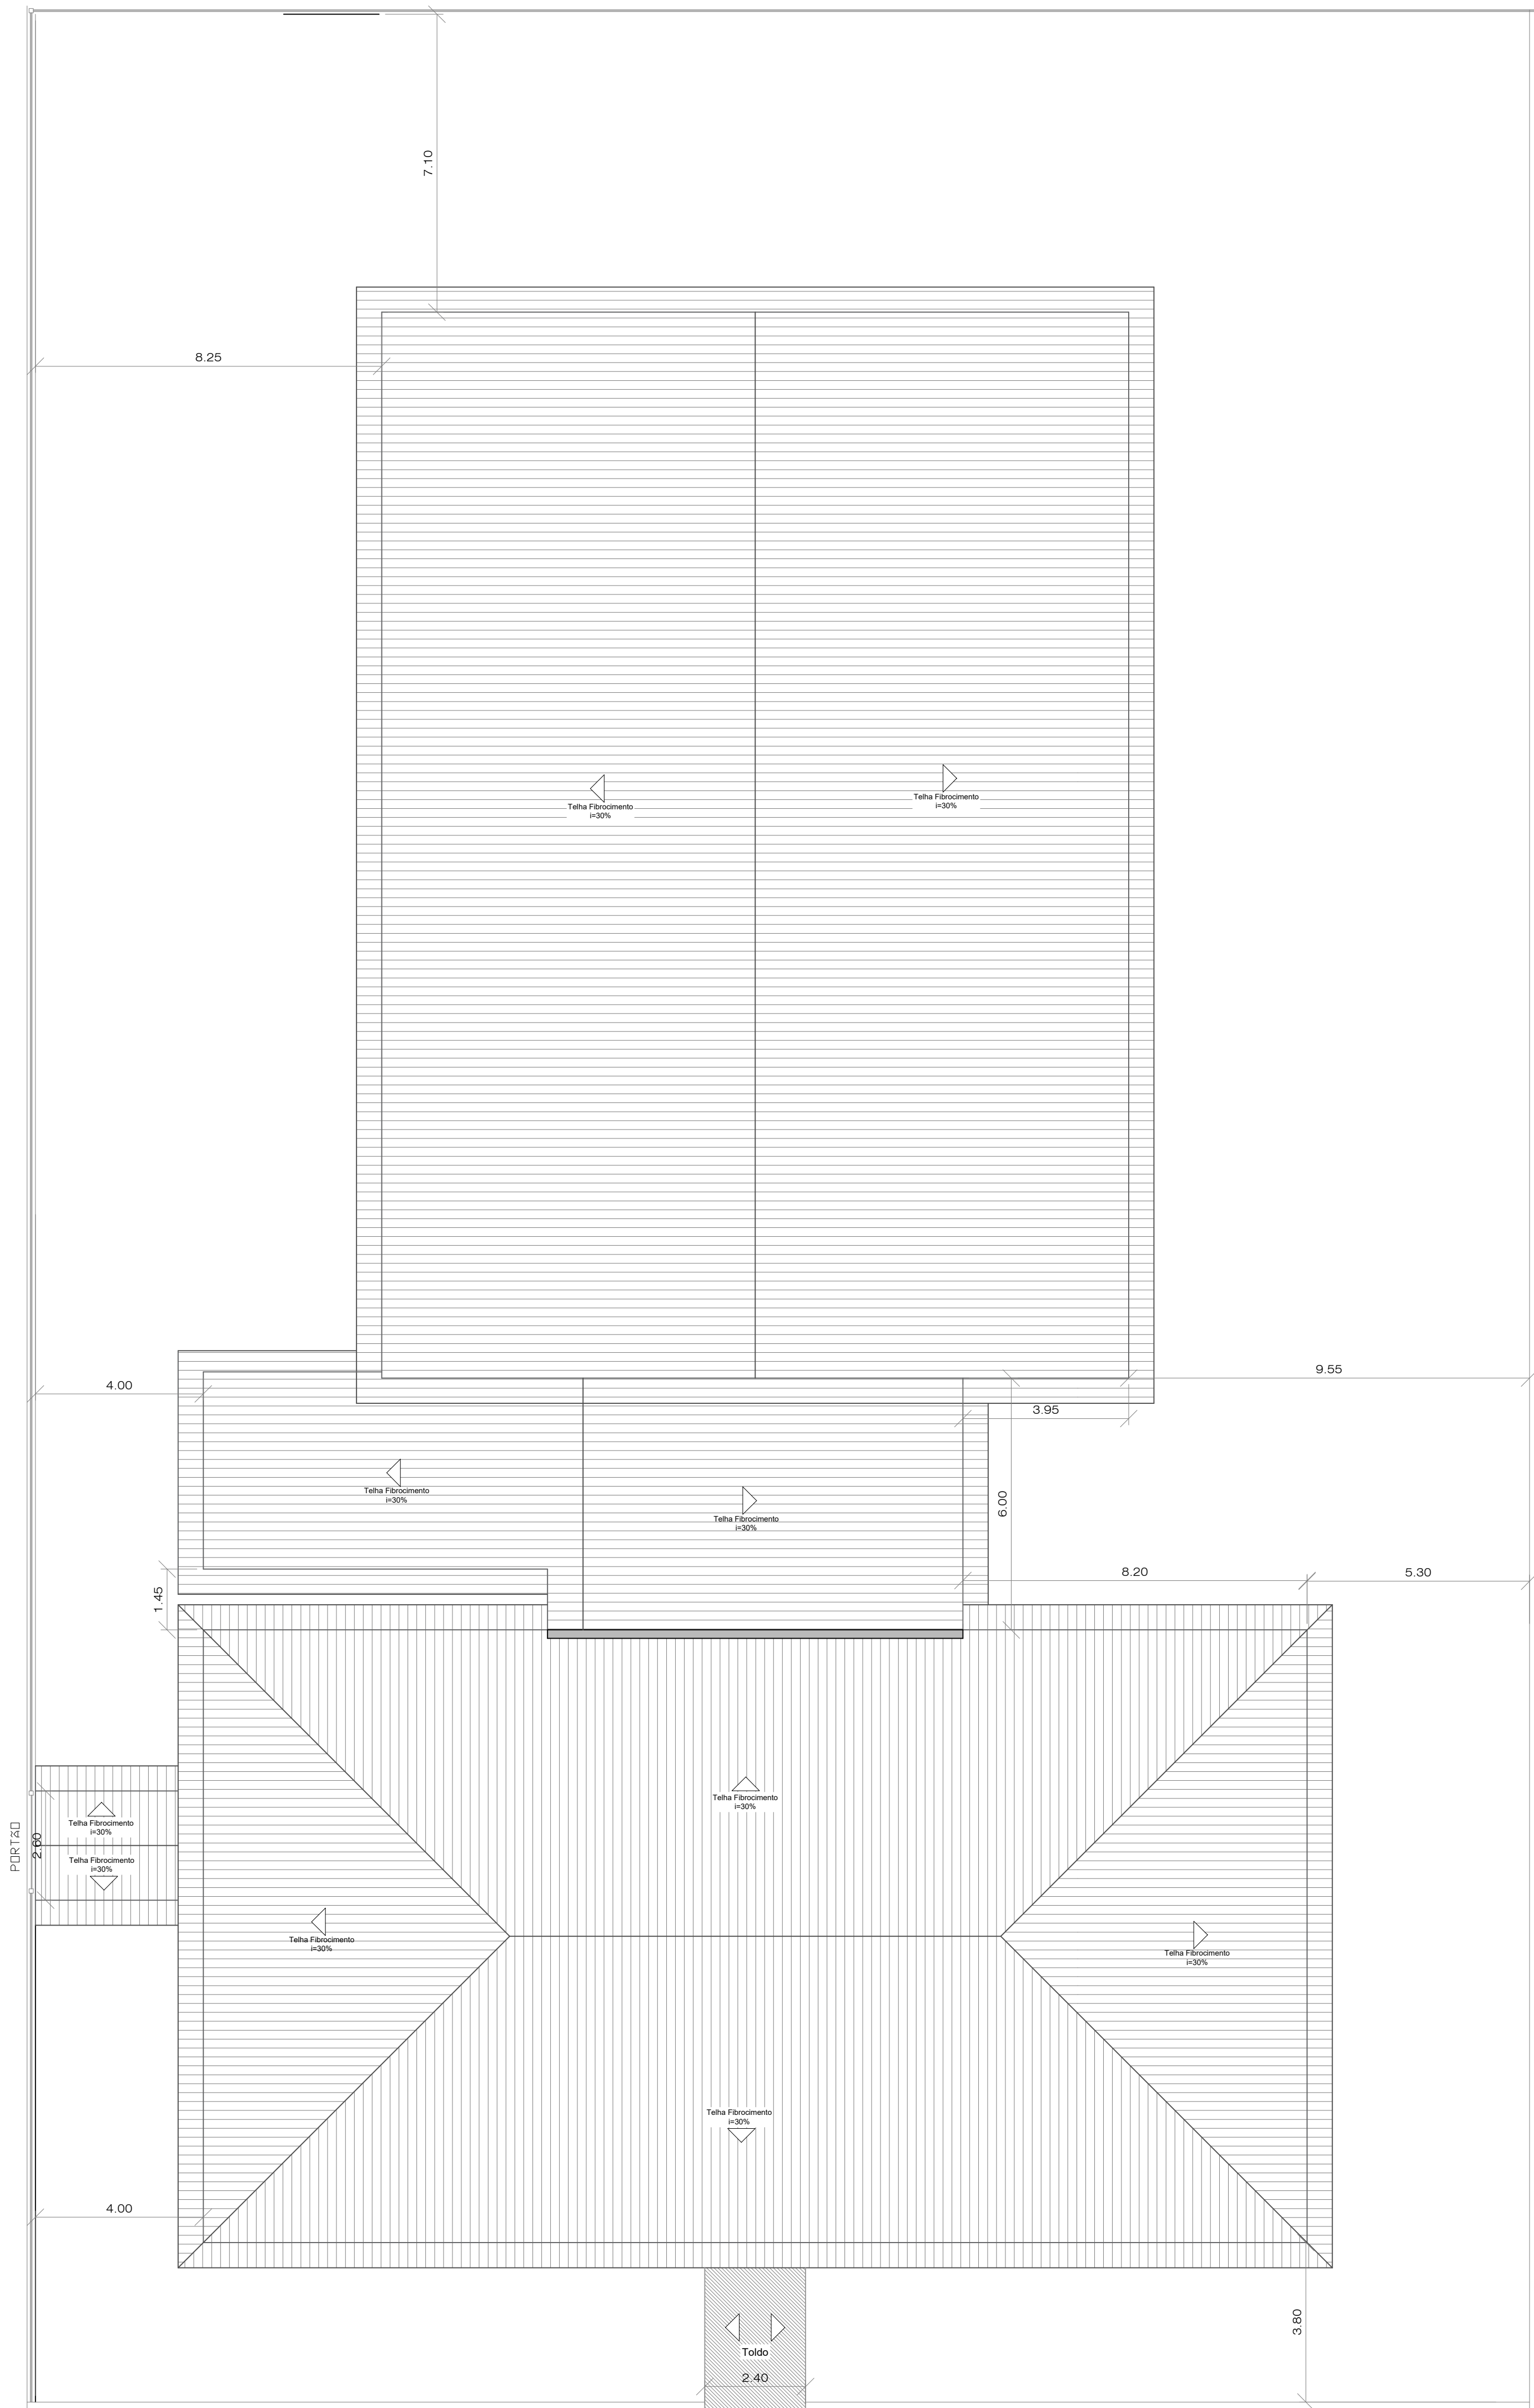 7.10
8.25
Telha Fibrocimento
i=30%
Telha Fibrocimento
i=30%
9.55
4.00
3.95
Telha Fibrocimento
i=30%
6.00
Telha Fibrocimento
i=30%
8.20
5.30
1.45
Telha Fibrocimento
i=30%
Telha Fibrocimento
i=30%
PORTÃO
2.60
Telha Fibrocimento
i=30%
Telha Fibrocimento
i=30%
Telha Fibrocimento
i=30%
Telha Fibrocimento
i=30%
4.00
3.80
Toldo
2.40